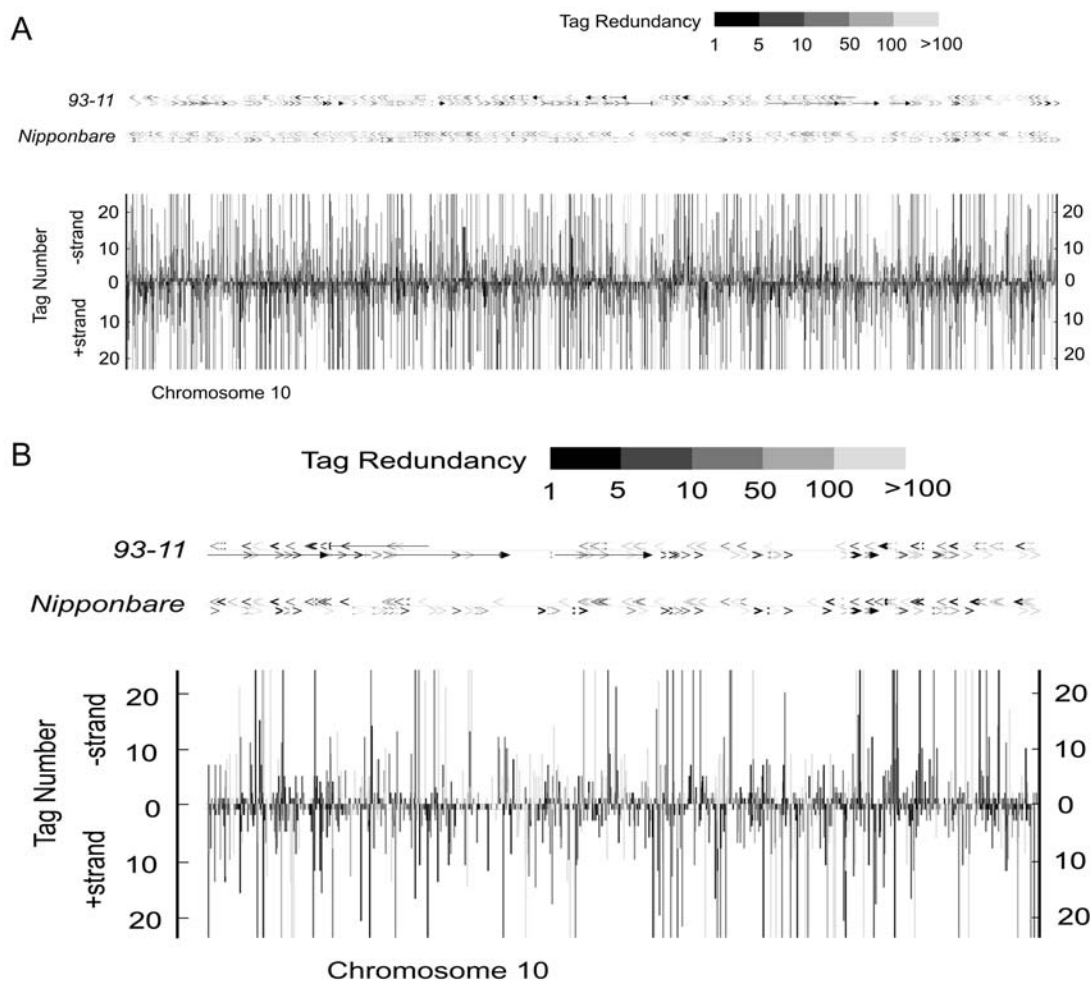 A
Tag Redundancy
1 5 10 50 100 >100
93-11
Nipponbare
Tag Number
-strand
+strand
20 20
10 10
0 0
10 10
20 20
Chromosome 10
B
Tag Redundancy
1 5 10 50 100 >100
93-11
Nipponbare
Tag Number
-strand
+strand
20 20
10 10
0 0
10 10
20 20
Chromosome 10